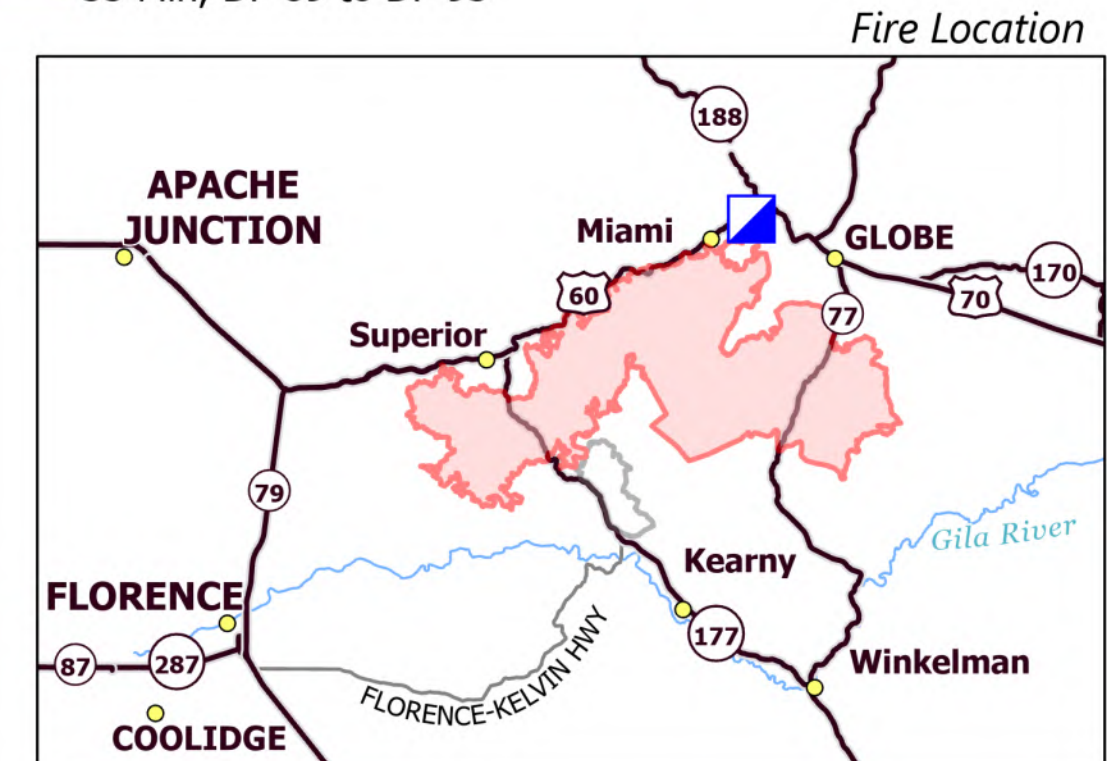 Fire Location
188
APACHE
JUNCTION
Miami
GLOBE
170
60
70
77
Superior
79
Gila River
Kearny
FLORENCE
177
87
287
Winkelman
FLORENCE-KELVIN HWY
COOLIDGE